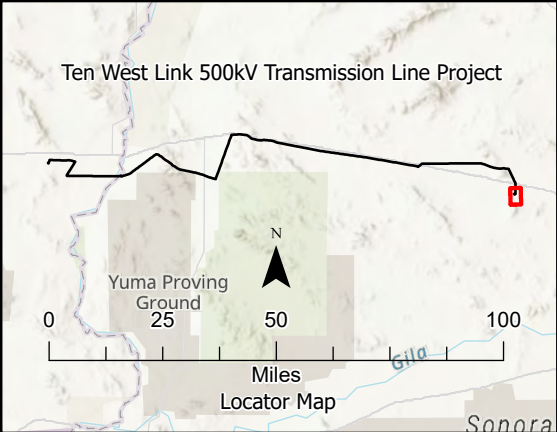 Ten West Link 500kV Transmission Line Project
N
Yuma Proving
Ground
0 25 50 100
Gila
Miles
Locator Map
Sonora